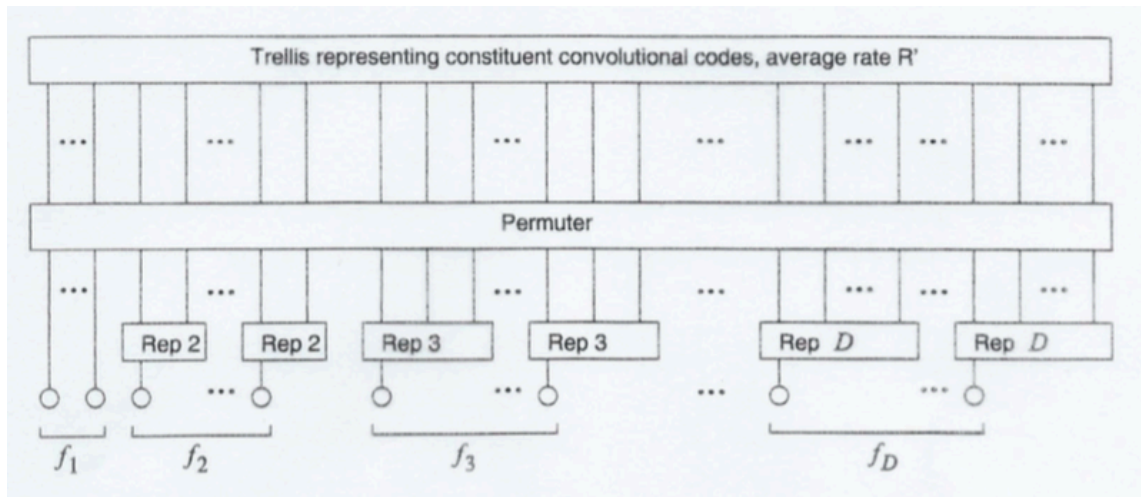 Trellis representing constituent convolutional codes, average rate R'
Permuter
Rep 2 Rep 2 Rep 3 Rep 3 Rep D Rep D
f₁ f₂ f₃ f_D